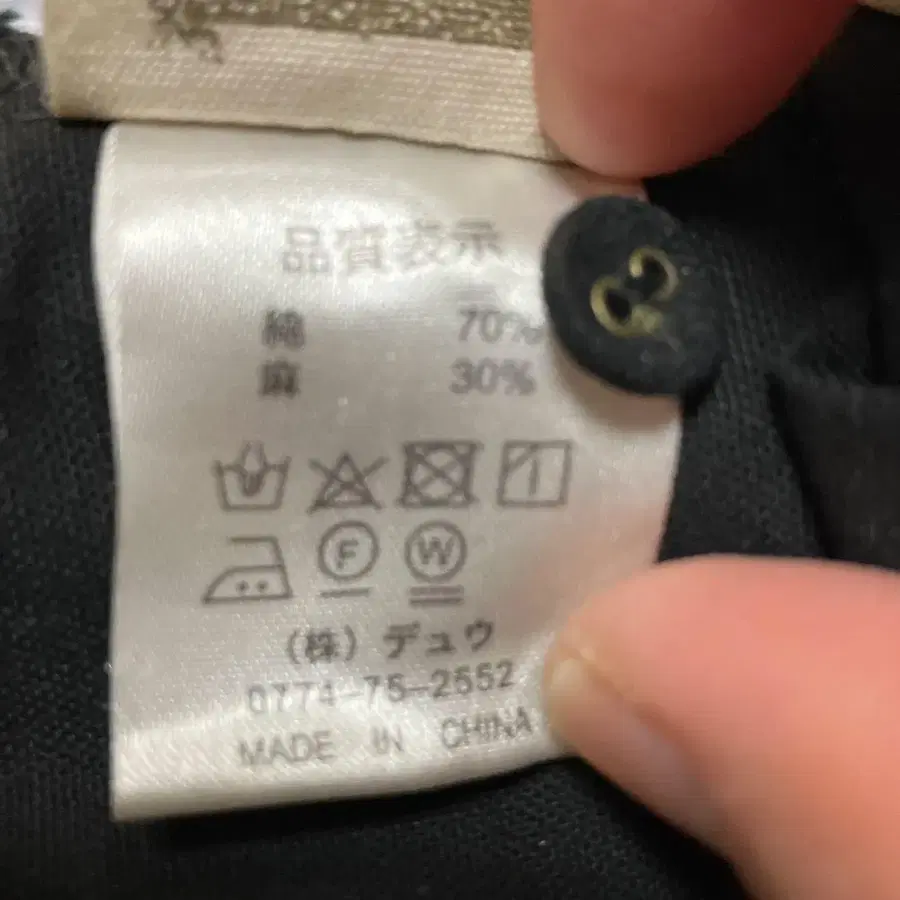 品質表示
綿 70%
麻 30%
F W
(株)デュウ
0774-75-2552
MADE IN CHINA